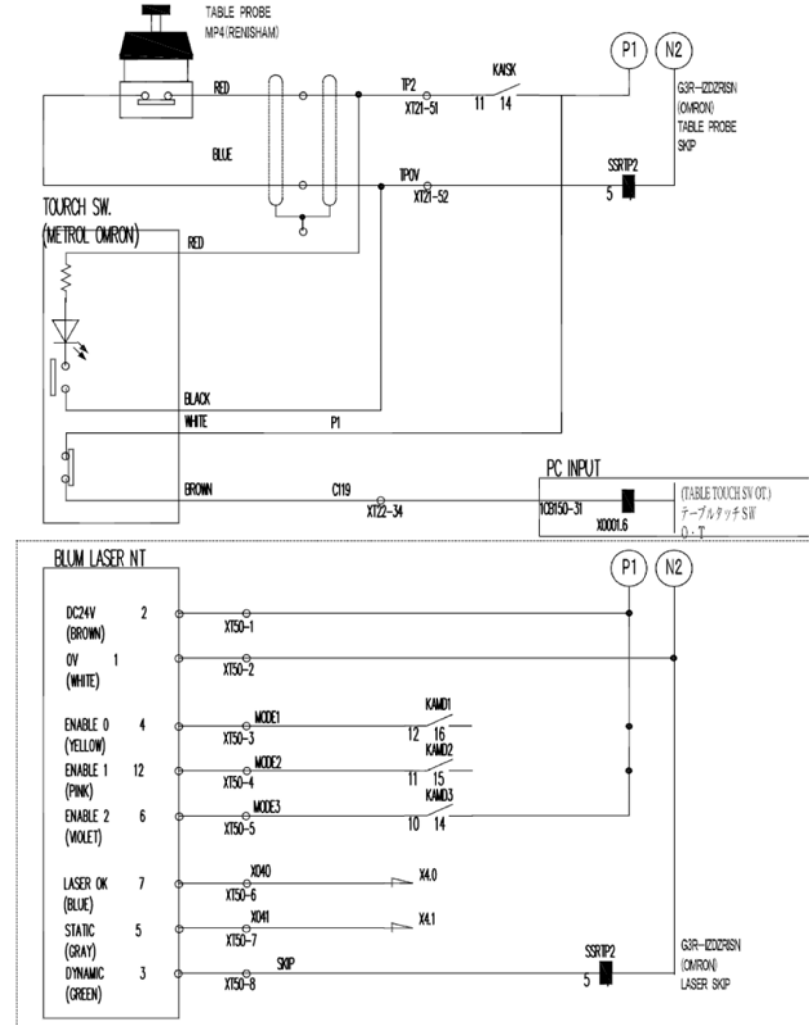 TABLE PROBE
MP4(RENISHAM)
P1
N2
RED
TP2
KAISK
XT21-51
11 14
G3R-IZDZRISN
(OMRON)
TABLE PROBE
SKIP
BLUE
TP0V
XT21-52
SSRTP2
5
TOURCH SW.
(METROL OMRON)
RED
BLACK
WHITE
P1
BROWN
C119
XT22-34
PC INPUT
1CB150-31
X0001.6
(TABLE TOUCH SV OT.)
テーブルタッチ SW
O・T
BLUM LASER NT
P1
N2
DC24V 2
(BROWN)
XT50-1
0V 1
(WHITE)
XT50-2
ENABLE 0 4
(YELLOW)
MODE1
XT50-3
KAMD1
12 16
ENABLE 1 12
(PINK)
MODE2
XT50-4
KAMD2
11 15
ENABLE 2 6
(VIOLET)
MODE3
XT50-5
KAMD3
10 14
LASER OK 7
(BLUE)
X040
XT50-6
X4.0
STATIC 5
(GRAY)
X041
XT50-7
X4.1
DYNAMIC 3
(GREEN)
SKIP
XT50-8
SSRTP2
5
G3R-IZDZRISN
(OMRON)
LASER SKIP